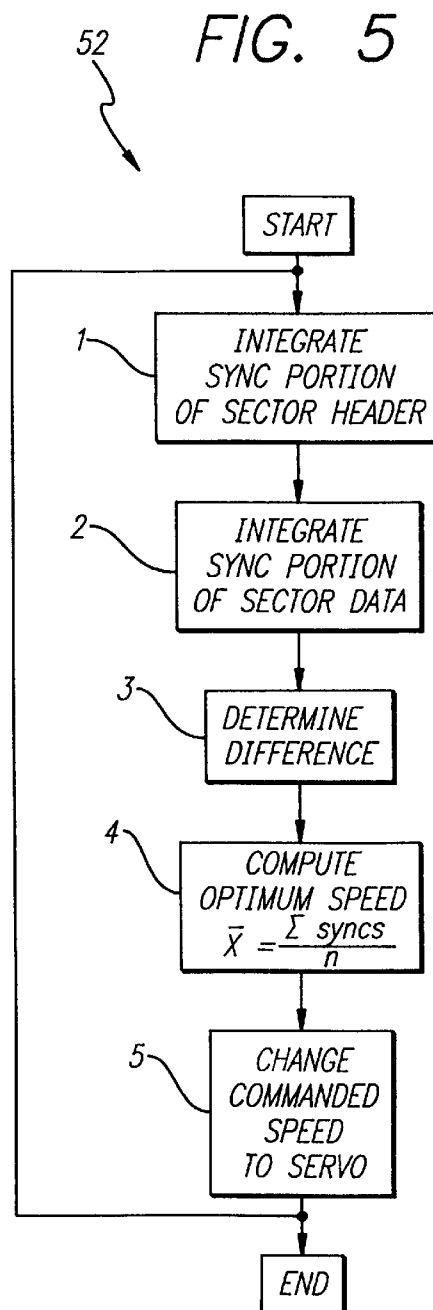 FIG. 5
52
START
1
INTEGRATE
SYNC PORTION
OF SECTOR HEADER
2
INTEGRATE
SYNC PORTION
OF SECTOR DATA
3
DETERMINE
DIFFERENCE
4
COMPUTE
OPTIMUM SPEED
X̄ = Σ syncs / n
5
CHANGE
COMMANDED
SPEED
TO SERVO
END